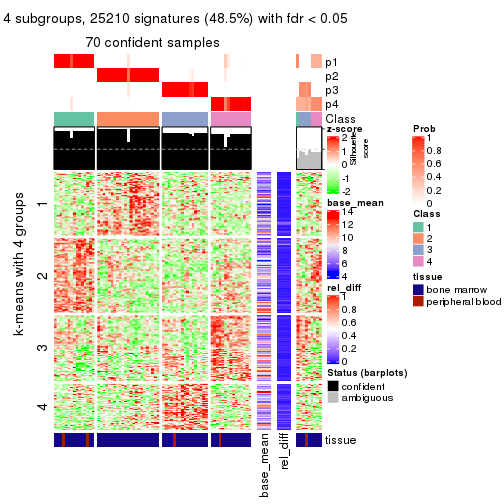 4 subgroups, 25210 signatures (48.5%) with fdr < 0.05
70 confident samples
p1
p2
p3
p4
Class
Silhouette
score
1
2
3
4
k-means with 4 groups
tissue
base_mean
rel_diff
z-score
2
1
0
-1
-2
base_mean
14
12
10
8
6
4
rel_diff
1
0.8
0.6
0.4
0.2
0
Status (barplots)
confident
ambiguous
Prob
1
0.8
0.6
0.4
0.2
0
Class
1
2
3
4
tissue
bone marrow
peripheral blood